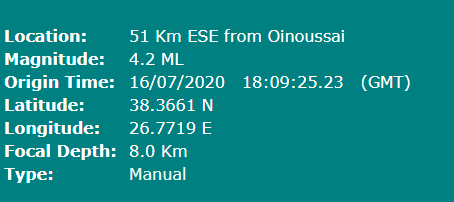 Location: 51 Km ESE from Oinoussai
Magnitude: 4.2 ML
Origin Time: 16/07/2020 18:09:25.23 (GMT)
Latitude: 38.3661 N
Longitude: 26.7719 E
Focal Depth: 8.0 Km
Type: Manual